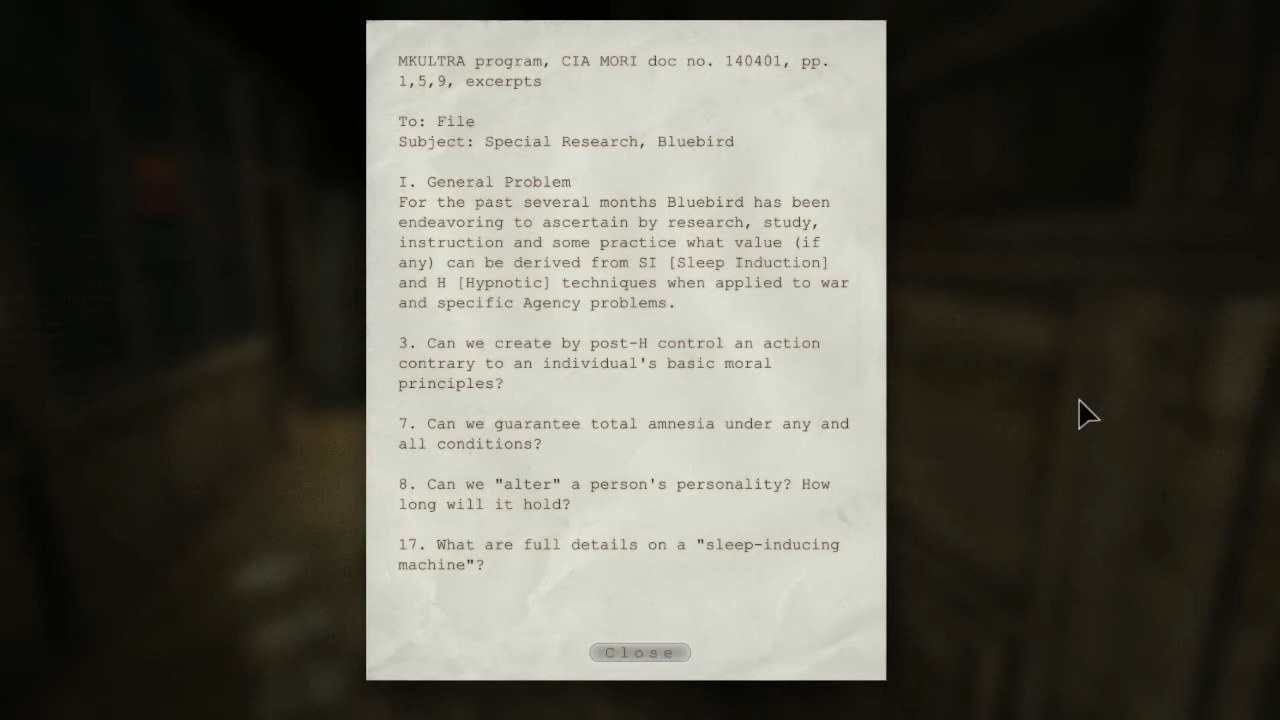 MKULTRA program, CIA MORI doc no. 140401, pp.
1,5,9, excerpts
To: File
Subject: Special Research, Bluebird
I. General Problem
For the past several months Bluebird has been
endeavoring to ascertain by research, study,
instruction and some practice what value (if
any) can be derived from SI [Sleep Induction]
and H [Hypnotic] techniques when applied to war
and specific Agency problems.
3. Can we create by post-H control an action
contrary to an individual's basic moral
principles?
7. Can we guarantee total amnesia under any and
all conditions?
8. Can we "alter" a person's personality? How
long will it hold?
17. What are full details on a "sleep-inducing
machine"?
Close